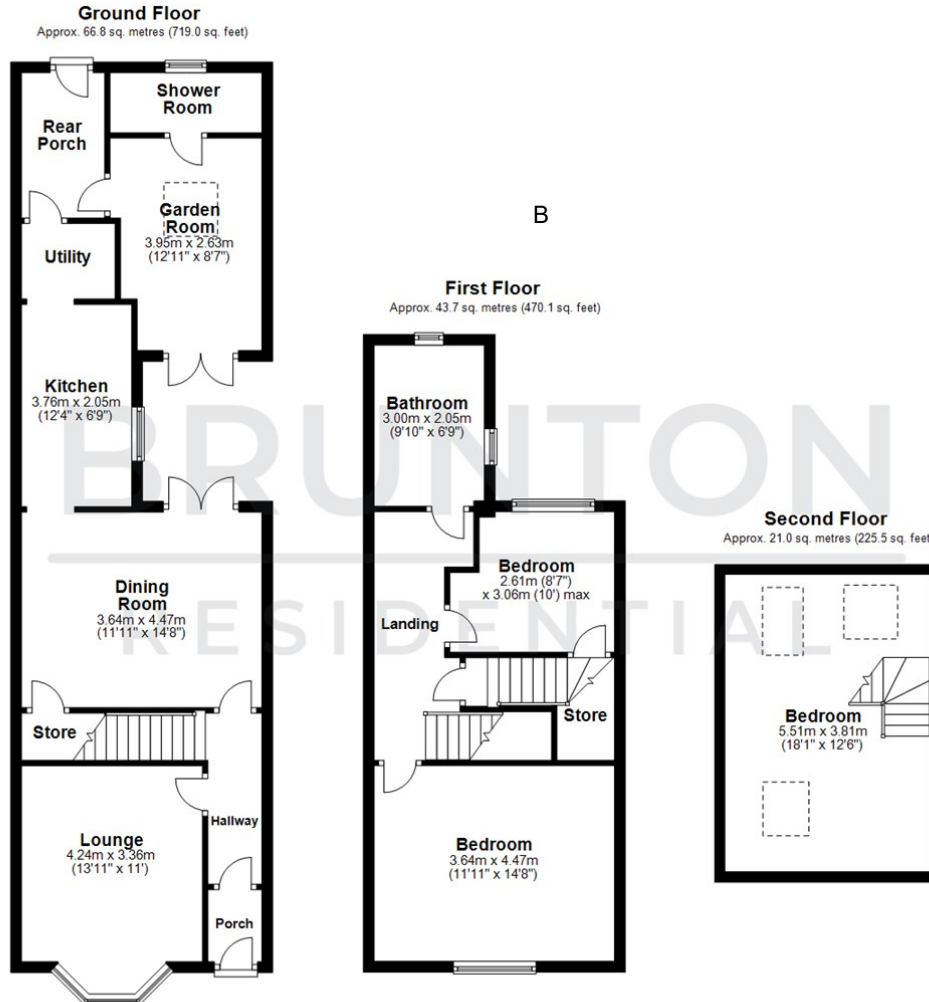 Ground Floor
Approx. 66.8 sq. metres (719.0 sq. feet)
Shower
Room
Rear
Porch
Garden
Room
3.95m x 2.63m
(12'11" x 8'7")
Utility
Kitchen
3.76m x 2.05m
(12'4" x 6'9")
Dining
Room
3.64m x 4.47m
(11'11" x 14'8")
Store
Hallway
Lounge
4.24m x 3.36m
(13'11" x 11')
Porch
B
First Floor
Approx. 43.7 sq. metres (470.1 sq. feet)
Bathroom
3.00m x 2.05m
(9'10" x 6'9")
Bedroom
2.61m (8'7")
x 3.06m (10') max
Landing
Store
Bedroom
3.64m x 4.47m
(11'11" x 14'8")
Second Floor
Approx. 21.0 sq. metres (225.5 sq. feet
Bedroom
5.51m x 3.81m
(18'1" x 12'6")
BRUNTON
RESIDENTIAL